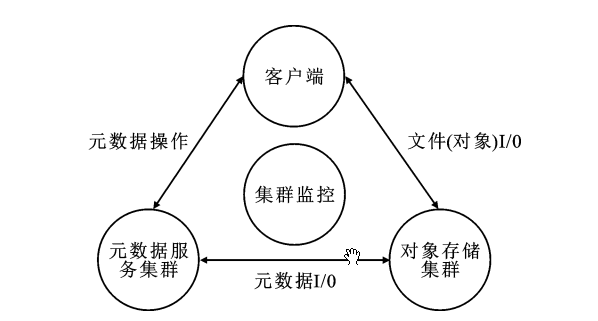 客户端
元数据操作
文件(对象)I/0
集群监控
元数据服
务集群
对象存储
集群
元数据I/0